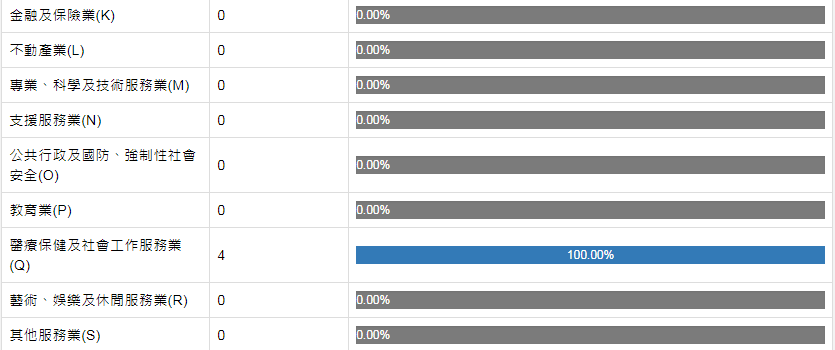 金融及保險業(K) 0 0.00%
不動產業(L) 0 0.00%
專業、科學及技術服務業(M) 0 0.00%
支援服務業(N) 0 0.00%
公共行政及國防、強制性社會
安全(O) 0 0.00%
教育業(P) 0 0.00%
醫療保健及社會工作服務業
(Q) 4 100.00%
藝術、娛樂及休閒服務業(R) 0 0.00%
其他服務業(S) 0 0.00%